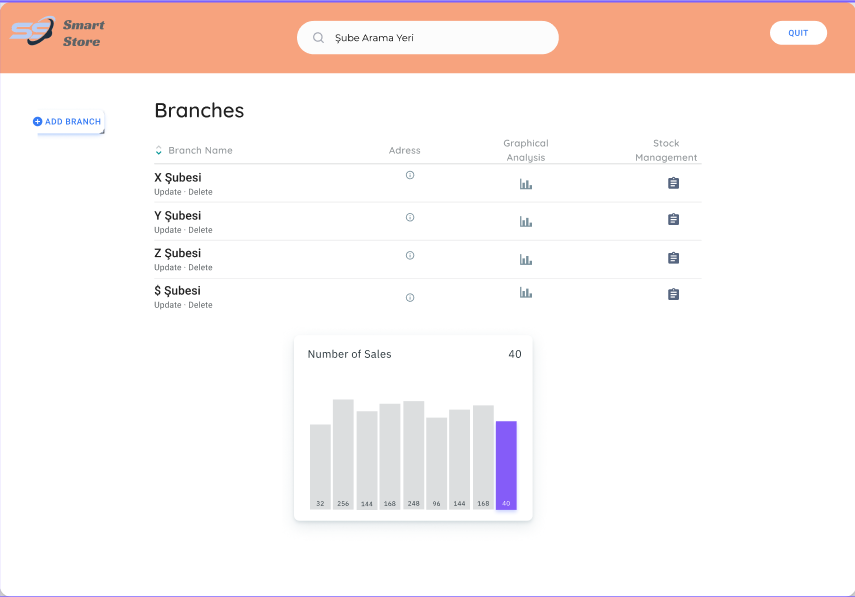 Smart
Store
Şube Arama Yeri
QUIT
ADD BRANCH
Branches
Branch Name
Adress
Graphical
Analysis
Stock
Management
X Şubesi
Update · Delete
Y Şubesi
Update · Delete
Z Şubesi
Update · Delete
$ Şubesi
Update · Delete
Number of Sales 40
32 256 144 168 248 96 144 168 40